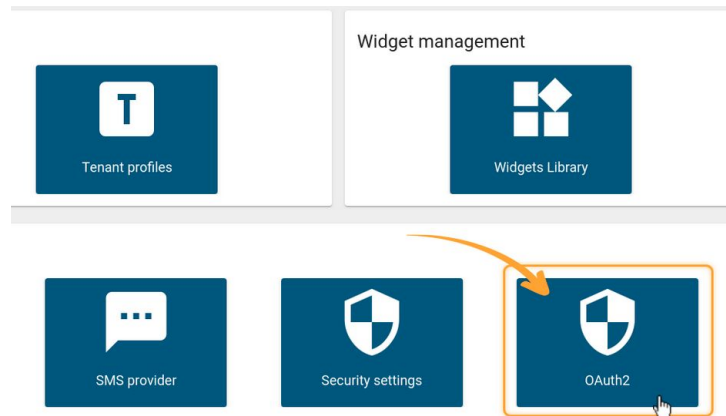 Widget management
T
Tenant profiles
Widgets Library
SMS provider
Security settings
OAuth2